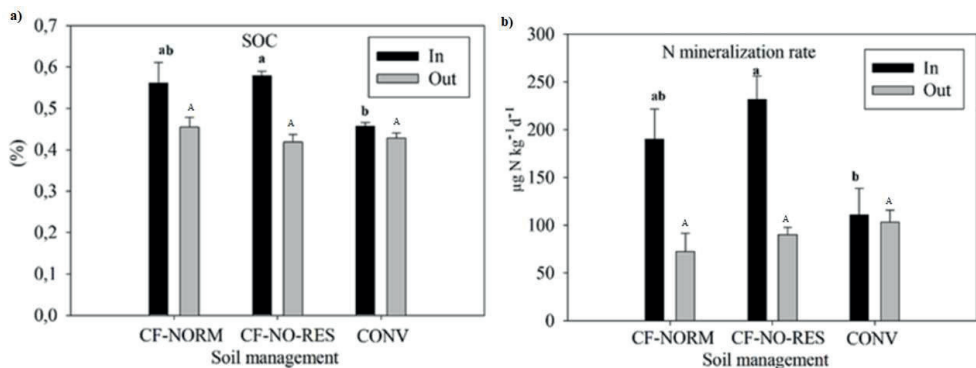 a)
SOC
In
Out
0,7
0,6
0,5
0,4
0,3
0,2
0,1
0,0
(%)
ab
A
a
A
b
A
CF-NORM CF-NO-RES CONV
Soil management
b)
N mineralization rate
In
Out
300
250
200
150
100
50
0
µg N kg⁻¹d⁻¹
ab
A
a
A
b
A
CF-NORM CF-NO-RES CONV
Soil management